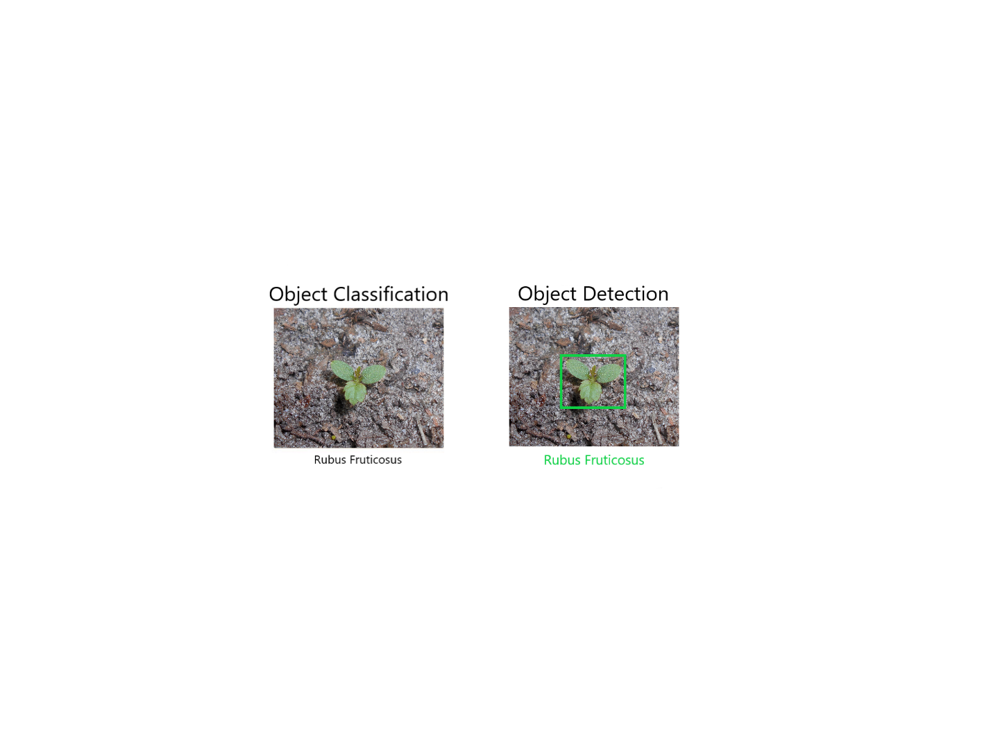 Object Classification
Object Detection
Rubus Fruticosus
Rubus Fruticosus